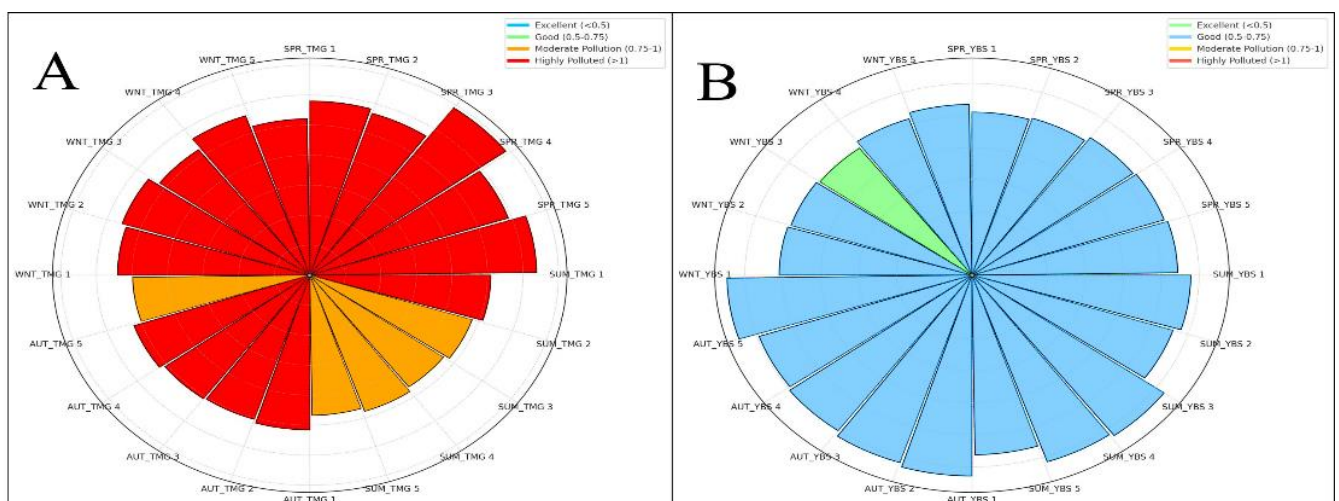 A
Excellent (<0.5)
Good (0.5-0.75)
Moderate Pollution (0.75-1)
Highly Polluted (>1)
SPR_TMG 1
SPR_TMG 2
SPR_TMG 3
SPR_TMG 4
SPR_TMG 5
SUM_TMG 1
SUM_TMG 2
SUM_TMG 3
SUM_TMG 4
SUM_TMG 5
AUT_TMG 1
AUT_TMG 2
AUT_TMG 3
AUT_TMG 4
AUT_TMG 5
WNT_TMG 1
WNT_TMG 2
WNT_TMG 3
WNT_TMG 4
WNT_TMG 5
B
Excellent (<0.5)
Good (0.5-0.75)
Moderate Pollution (0.75-1)
Highly Polluted (>1)
SPR_YBS 1
SPR_YBS 2
SPR_YBS 3
SPR_YBS 4
SPR_YBS 5
SUM_YBS 1
SUM_YBS 2
SUM_YBS 3
SUM_YBS 4
SUM_YBS 5
AUT_YBS 1
AUT_YBS 2
AUT_YBS 3
AUT_YBS 4
AUT_YBS 5
WNT_YBS 1
WNT_YBS 2
WNT_YBS 3
WNT_YBS 4
WNT_YBS 5